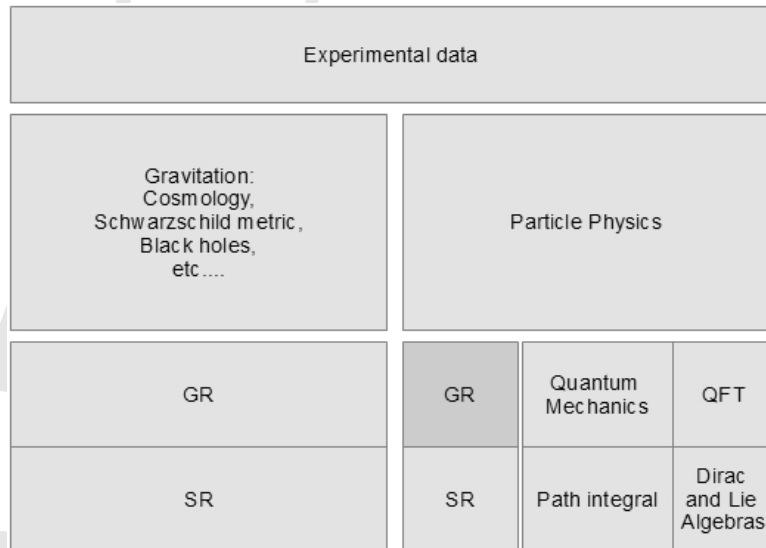 Experimental data
Gravitation:
Cosmology,
Schwarzschild metric,
Black holes,
etc....
Particle Physics
GR
GR
Quantum
Mechanics
QFT
SR
SR
Path integral
Dirac
and Lie
Algebras